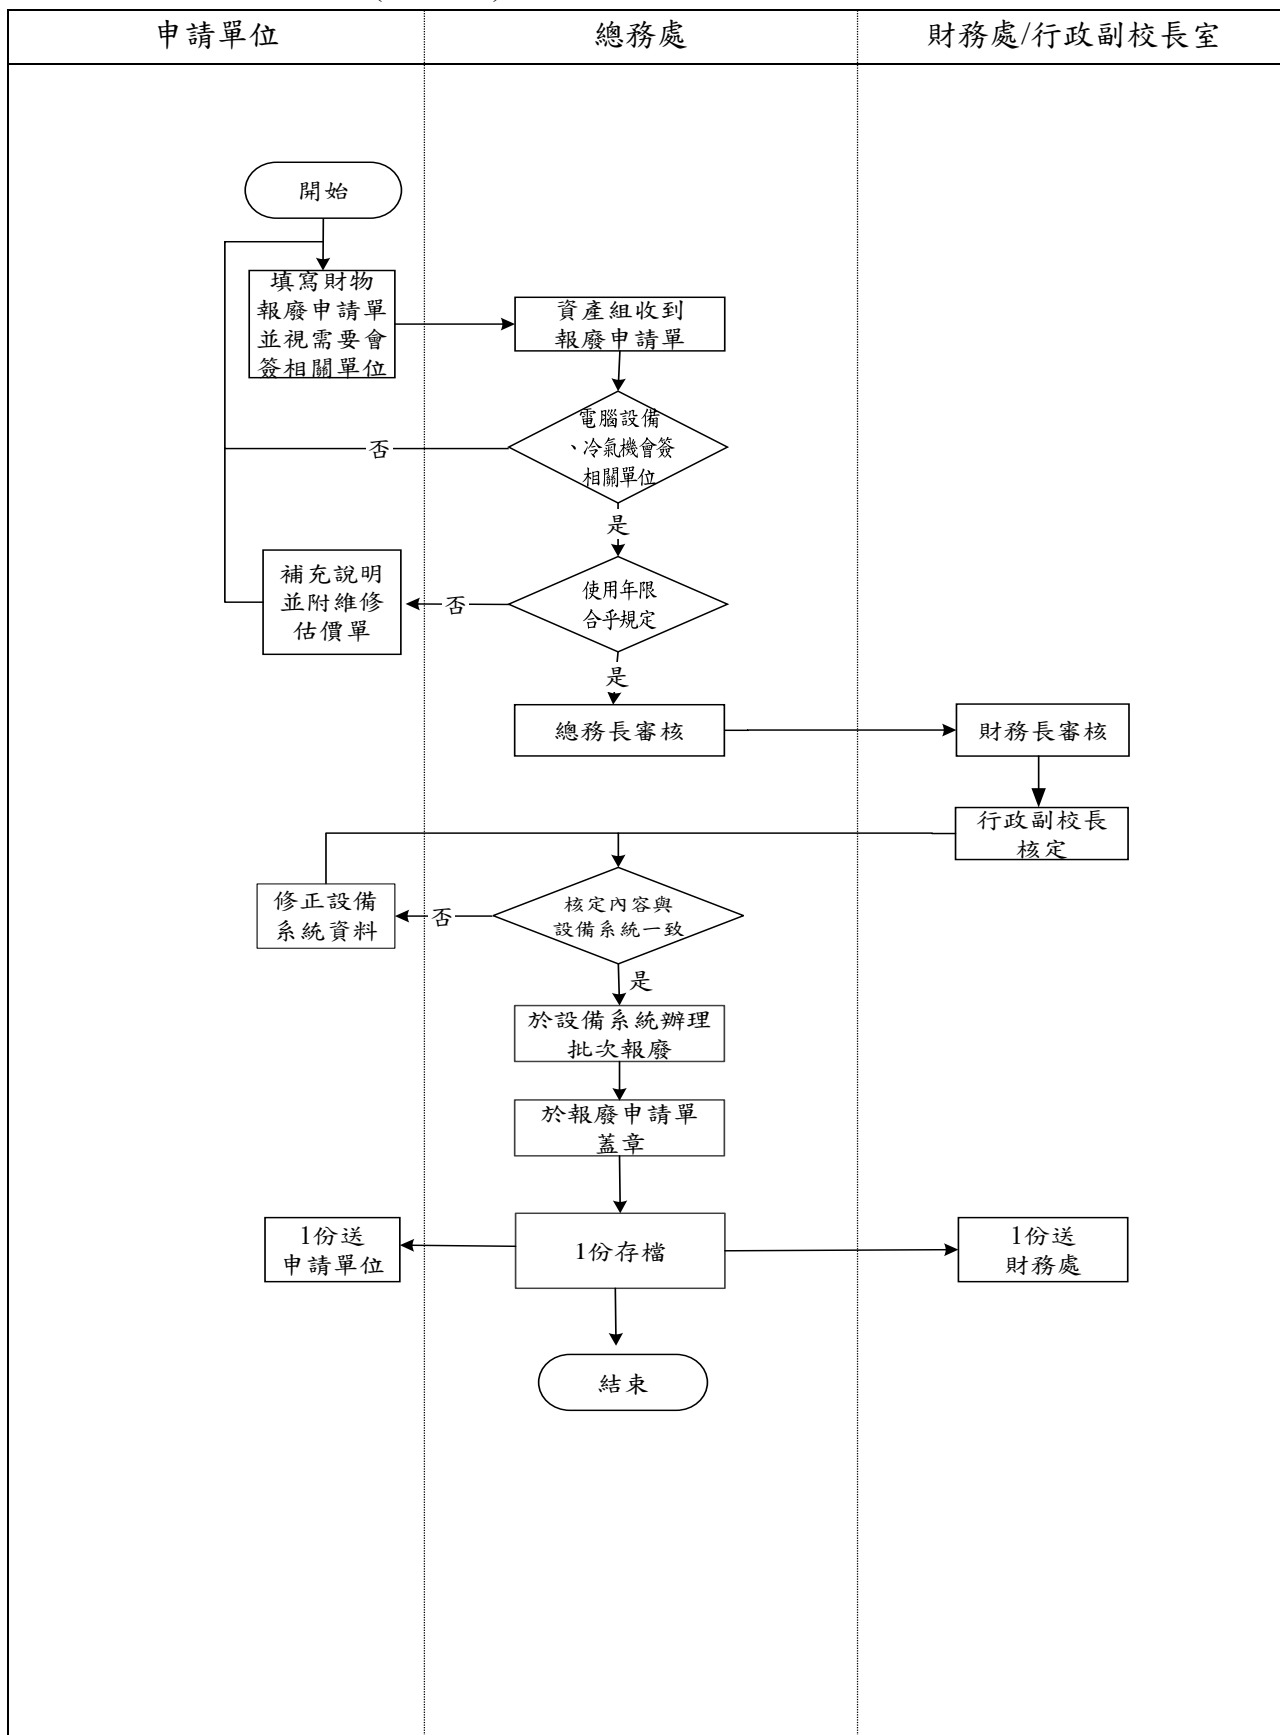 申請單位
總務處
財務處/行政副校長室
開始
填寫財物
報廢申請單
並視需要會
簽相關單位
資產組收到
報廢申請單
電腦設備
、冷氣機會簽
相關單位
否
是
補充說明
並附維修
估價單
否
使用年限
合乎規定
是
總務長審核
財務長審核
行政副校長
核定
修正設備
系統資料
否
核定內容與
設備系統一致
是
於設備系統辦理
批次報廢
於報廢申請單
蓋章
1份送
申請單位
1份存檔
1份送
財務處
結束